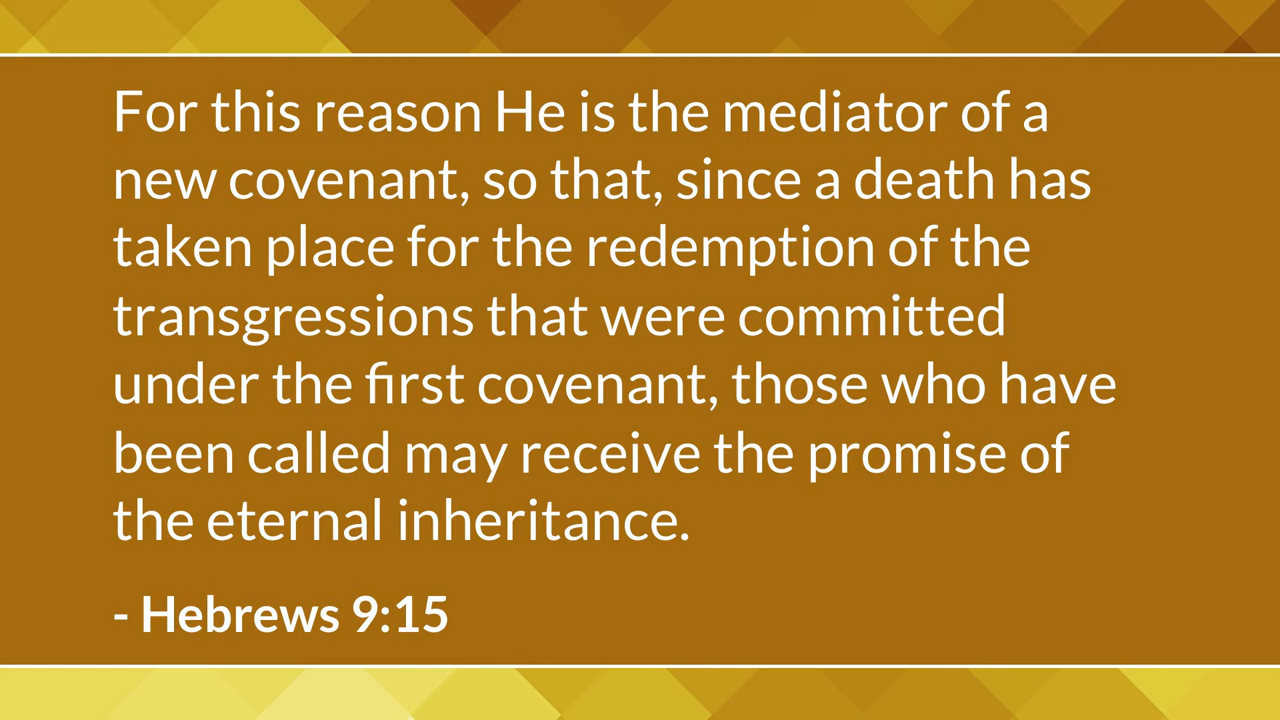 For this reason He is the mediator of a
new covenant, so that, since a death has
taken place for the redemption of the
transgressions that were committed
under the first covenant, those who have
been called may receive the promise of
the eternal inheritance.
- Hebrews 9:15